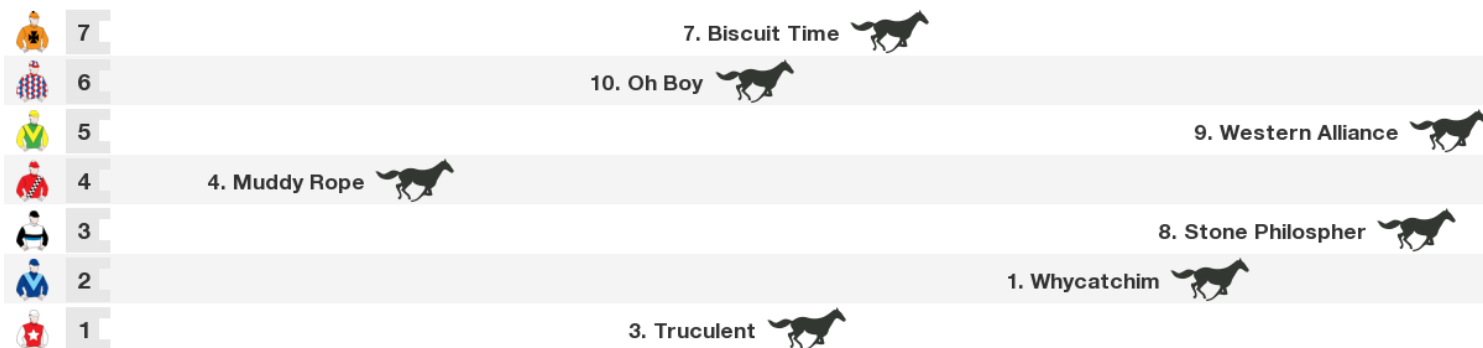 7 7. Biscuit Time
6 10. Oh Boy
5 9. Western Alliance
4 4. Muddy Rope
3 8. Stone Philospher
2 1. Whycatchim
1 3. Truculent